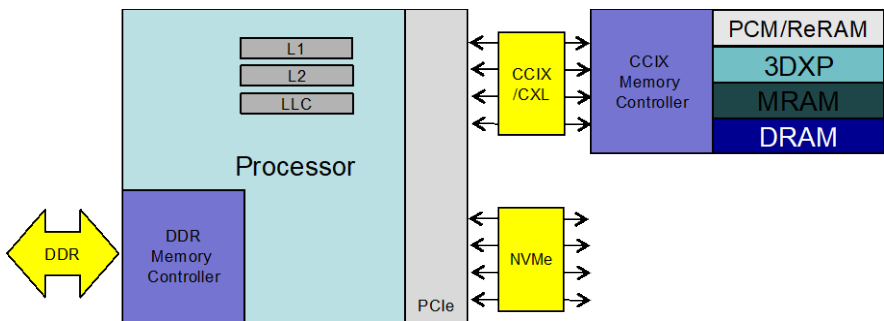 L1
L2
LLC
Processor
DDR
Memory
Controller
DDR
PCIe
CCIX
/CXL
NVMe
CCIX
Memory
Controller
PCM/ReRAM
3DXP
MRAM
DRAM